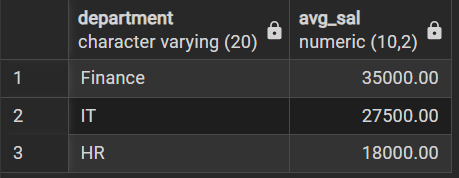 department avg_sal
character varying (20) numeric (10,2)
1 Finance 35000.00
2 IT 27500.00
3 HR 18000.00